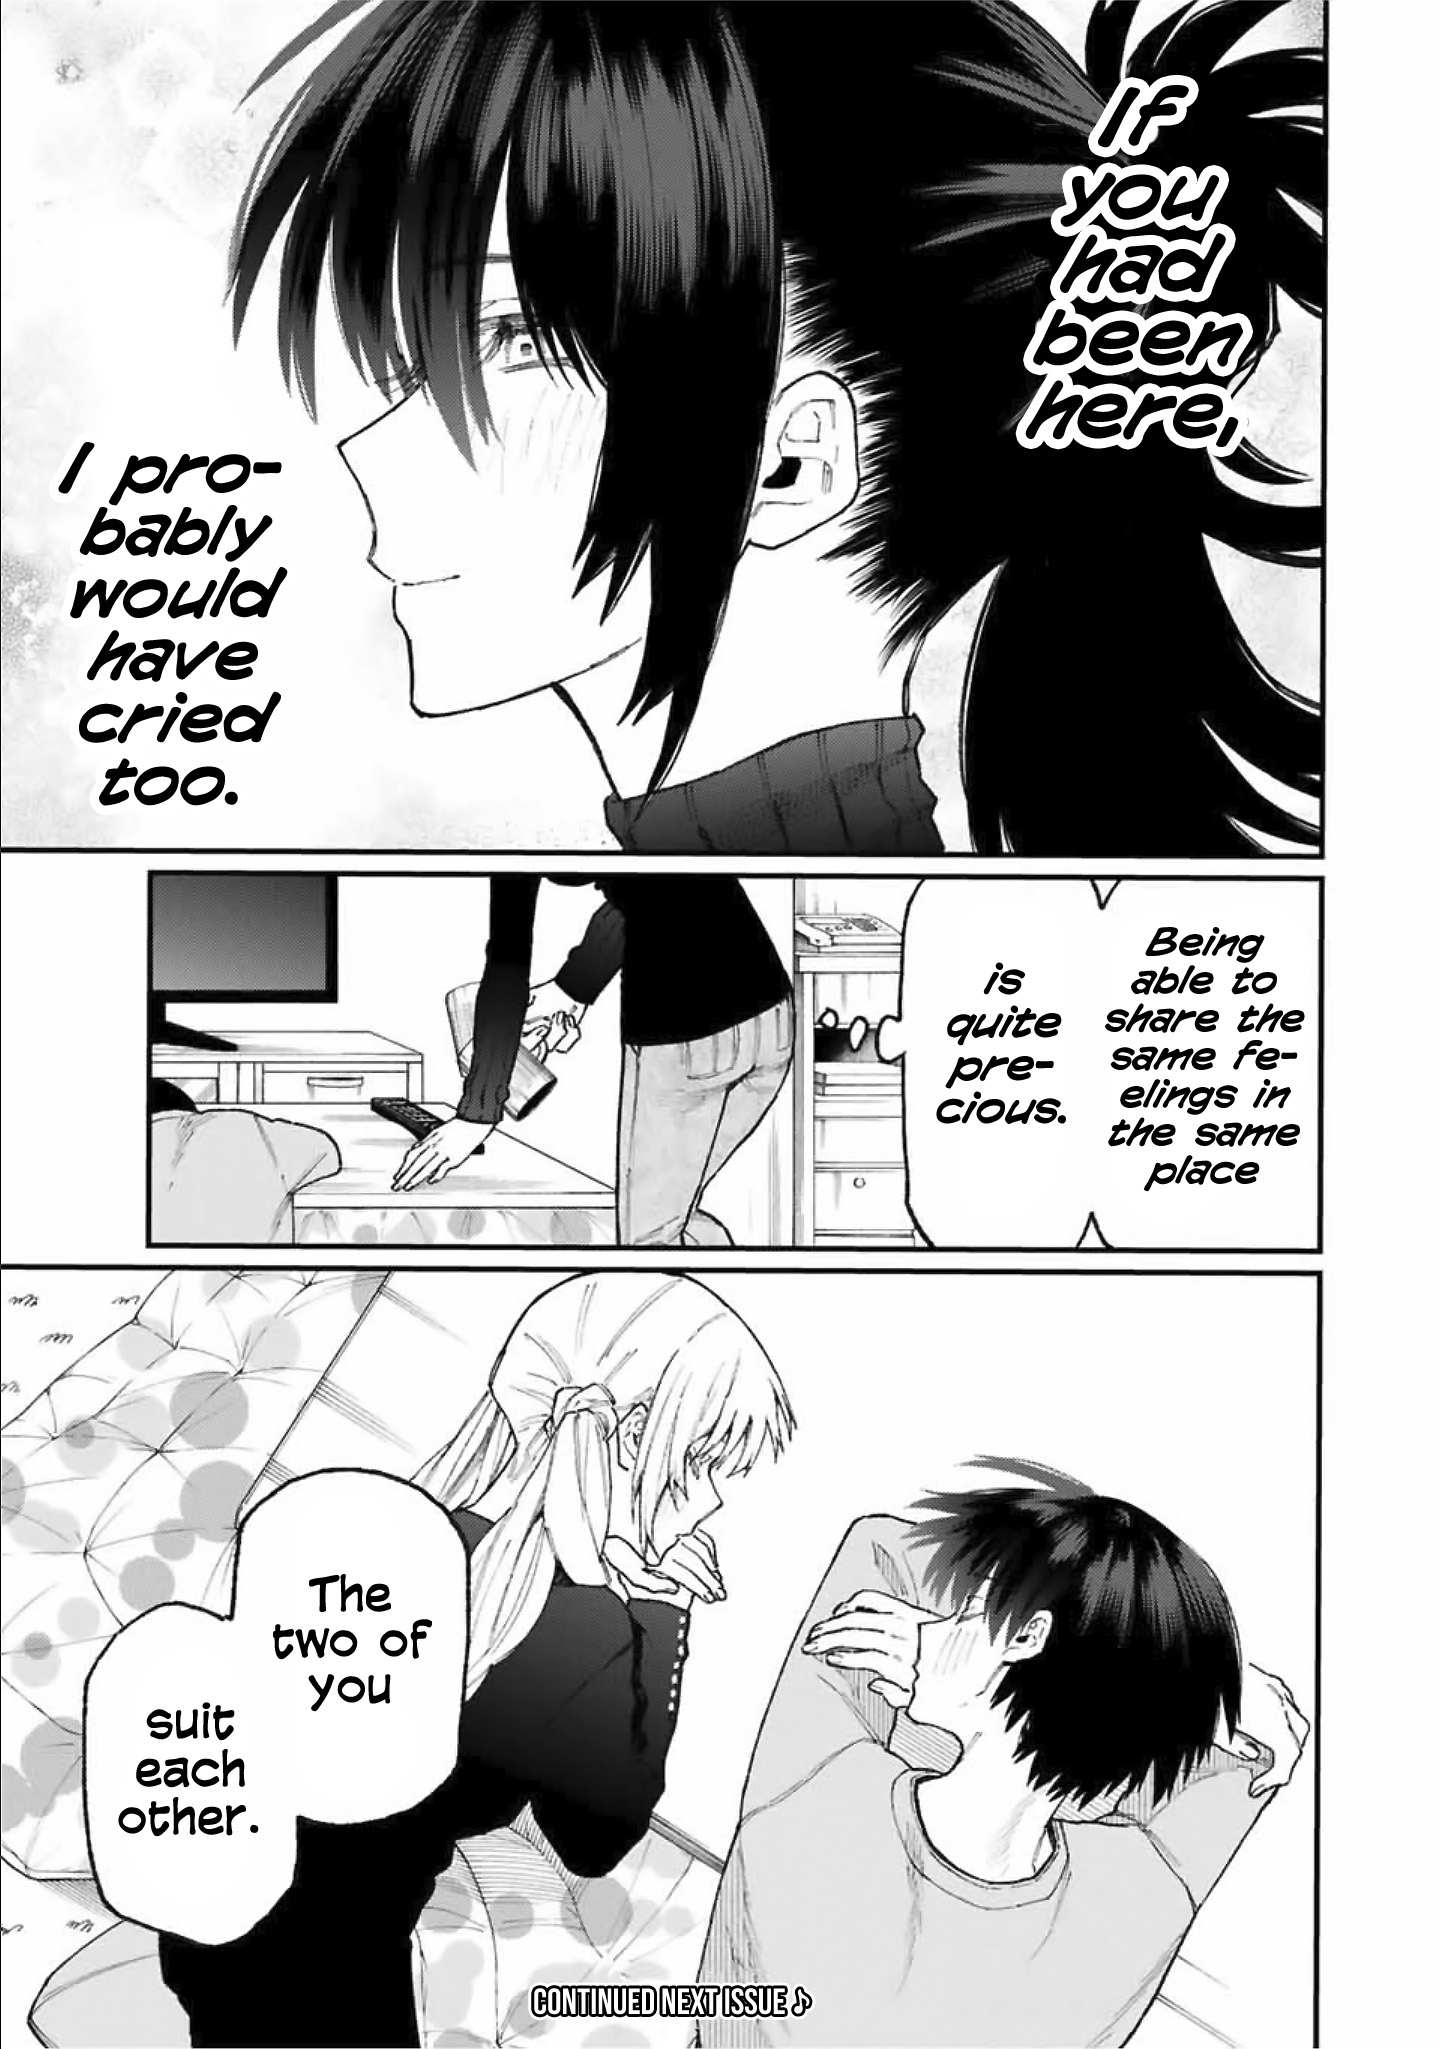 If
you
had
been
here,
I pro-
bably
would
have
cried
too.
Being
able to
share the
same fe-
elings in
the same
place
is
quite
pre-
cious.
The
two of
you
suit
each
other.
CONTINUED NEXT ISSUE ♪